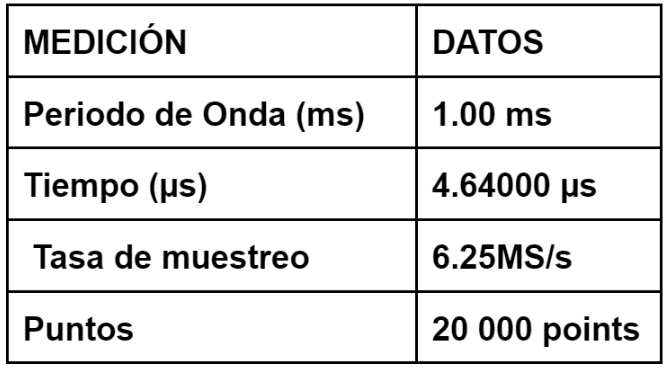 MEDICIÓN DATOS
Periodo de Onda (ms) 1.00 ms
Tiempo (µs) 4.64000 µs
Tasa de muestreo 6.25MS/s
Puntos 20 000 points